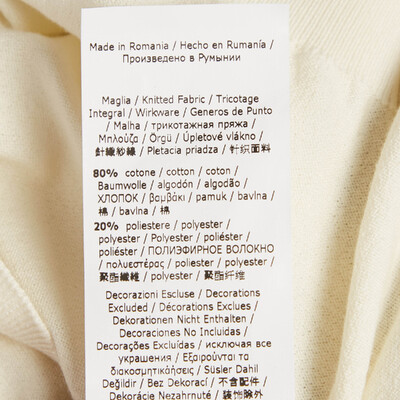 Made in Romania / Hecho en Rumanía /
Произведено в Румынии
Maglia / Knitted Fabric / Tricotage
Integral / Wirkware / Generos de Punto
/ Malha / трикотажная пряжа /
Μπλούζα / Örgü / Úpletové vlákno /
針織紗線 / Pletacia priadza / 针织面料
80% cotone / cotton / coton /
Baumwolle / algodón / algodão /
ХЛОПОК / βαμβάκι / pamuk / bavlna /
棉 / bavlna / 棉
20% poliestere / polyester /
polyester / Polyester / poliéster /
poliéster / ПОЛИЭФИРНОЕ ВОЛОКНО
/ πολυεστέρας / polyester / polyester /
聚酯纖維 / polyester / 聚酯纤维
Decorazioni Escluse / Decorations
Excluded / Décorations Exclues /
Dekorationen Nicht Enthalten /
Decoraciones No Incluidas /
Decorações Excluídas / исключая все
украшения / Εξαιρούνται τα
διακοσμητικά / Süsler Dahil
Değildir / Bez Dekorací / 不含配件 /
Dekorácie Nezahrnuté / 装饰除外